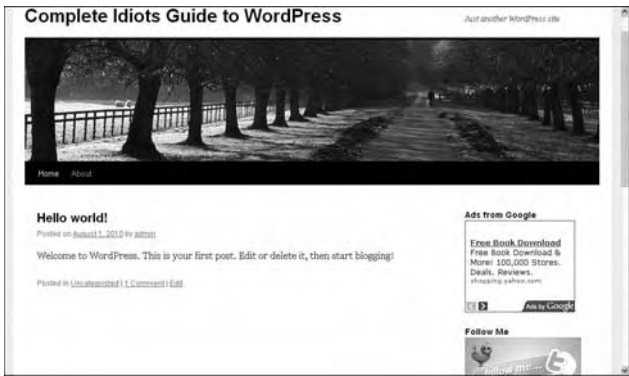 Complete Idiots Guide to WordPress
Just another WordPress site
Home About
Hello world!
Posted on August 1, 2010 by admin
Welcome to WordPress. This is your first post. Edit or delete it, then start blogging!
Posted in Uncategorized | 1 Comment | Edit
Ads from Google
Free Book Download
Free Book Download &
More! 100,000 Stores.
Deals. Reviews.
shopping.yahoo.com
Ads by Google
Follow Me
follow me...